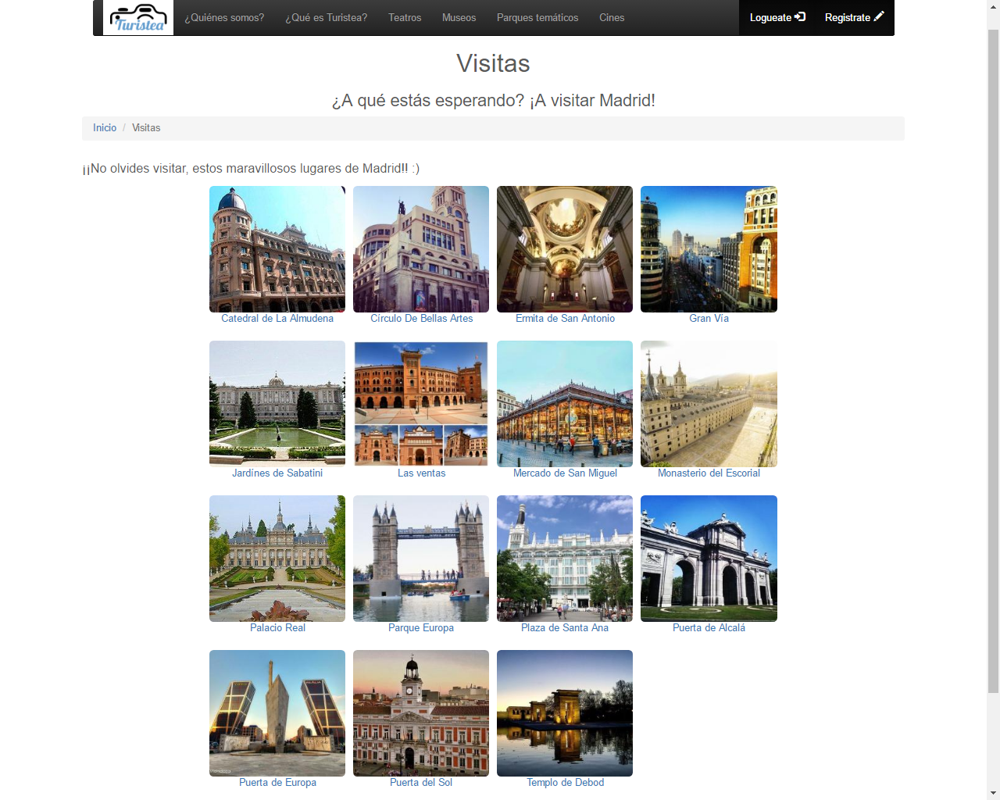 Turistea
¿Quiénes somos?
¿Qué es Turistea?
Teatros
Museos
Parques temáticos
Cines
Logueate
Registrate
Visitas
¿A qué estás esperando? ¡A visitar Madrid!
Inicio / Visitas
¡¡No olvides visitar, estos maravillosos lugares de Madrid!! :)
Catedral de La Almudena
Círculo De Bellas Artes
Ermita de San Antonio
Gran Vía
Jardínes de Sabatini
Las ventas
Mercado de San Miguel
Monasterio del Escorial
Palacio Real
Parque Europa
Plaza de Santa Ana
Puerta de Alcalá
Puerta de Europa
Puerta del Sol
Templo de Debod